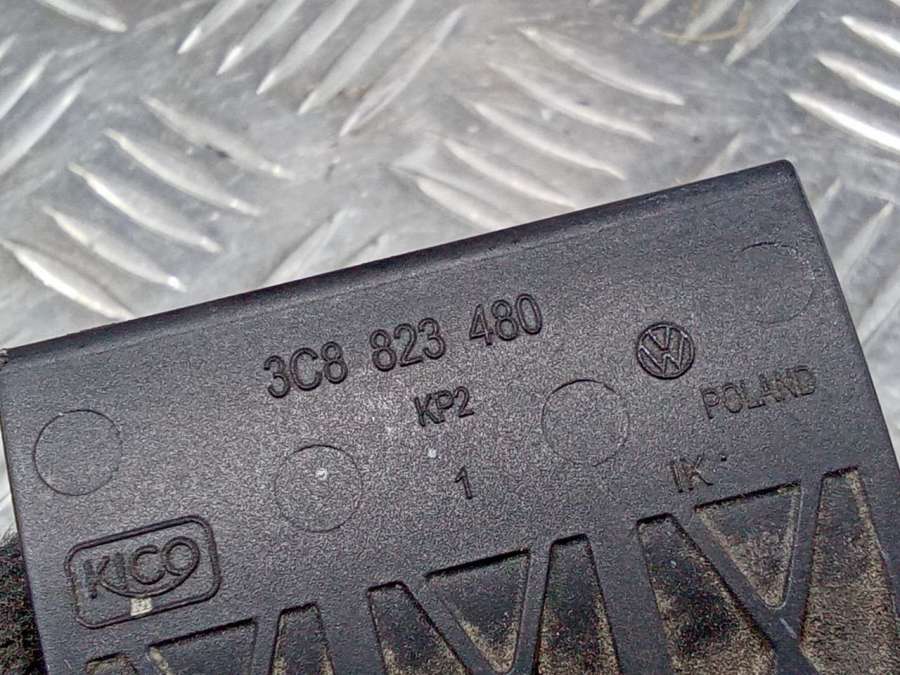 3C8 823 480
KP2
POLAND
1
IK
KICO